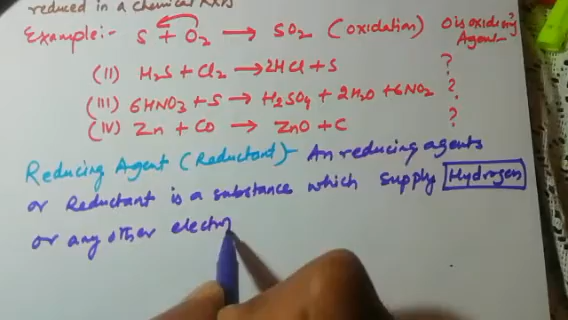 reduced in a chemical rxn
Example:- S + O2 → SO2 (oxidation) O is oxidising Agent
(II) H2S + Cl2 → 2HCl + S ?
(III) 6HNO3 + S → H2SO4 + 2H2O + 6NO2 ?
(IV) Zn + CO → ZnO + C ?
Reducing Agent (Reductant)- An reducing agents
or Reductant is a substance which supply Hydrogen
or any other electro